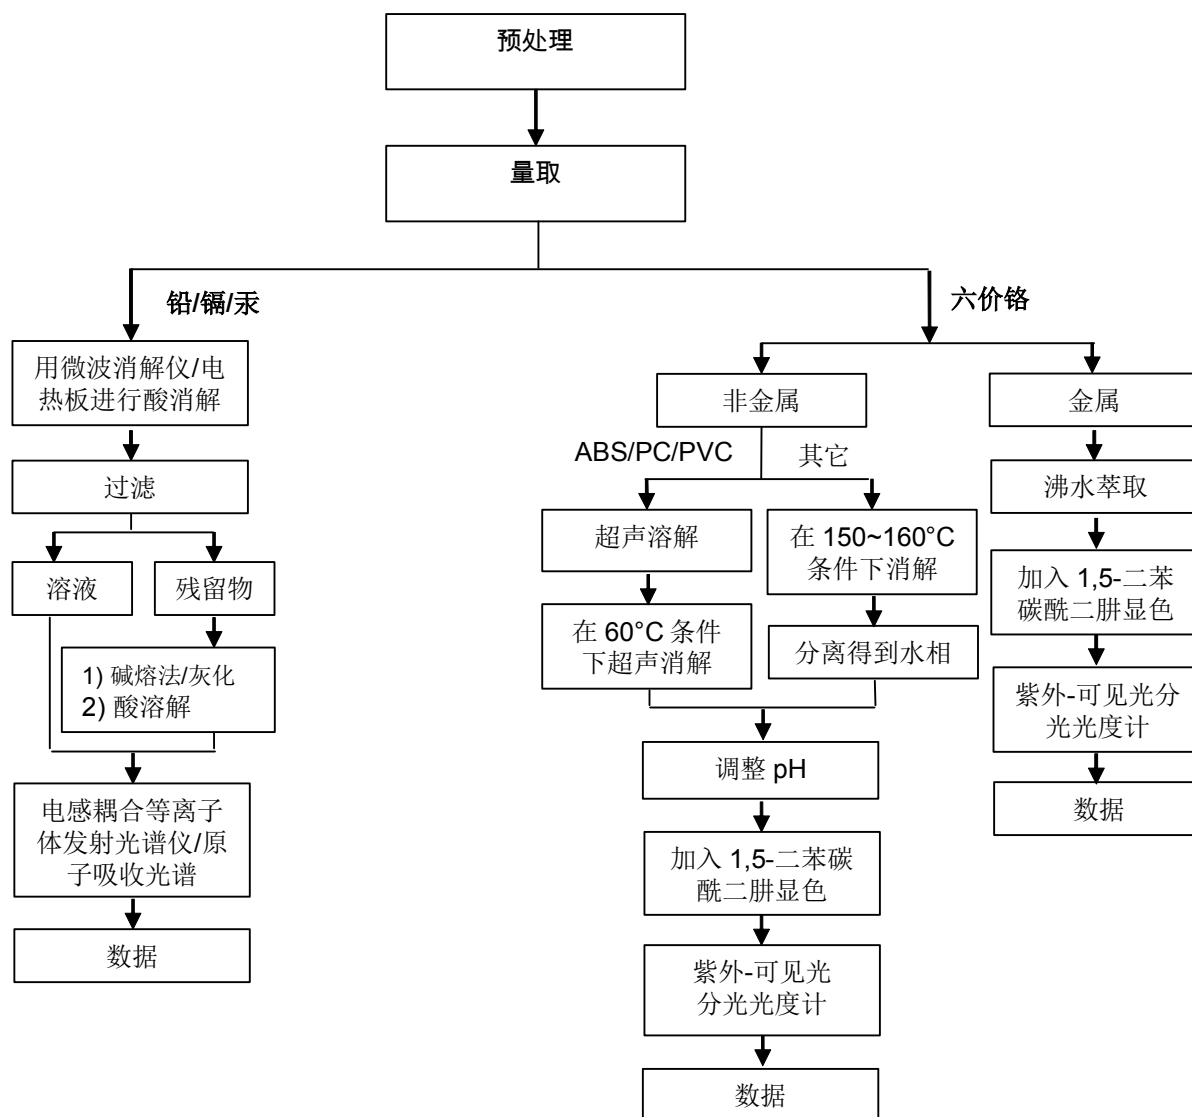 预处理
量取
铅/镉/汞
用微波消解仪/电
热板进行酸消解
过滤
溶液
残留物
1) 碱熔法/灰化
2) 酸溶解
电感耦合等离子
体发射光谱仪/原
子吸收光谱
数据
六价铬
非金属
ABS/PC/PVC
其它
超声溶解
在 60°C 条件
下超声消解
在 150~160°C
条件下消解
分离得到水相
调整 pH
加入 1,5-二苯碳
酰二肼显色
紫外-可见光
分光光度计
数据
金属
沸水萃取
加入 1,5-二苯
碳酰二肼显色
紫外-可见光分
光光度计
数据